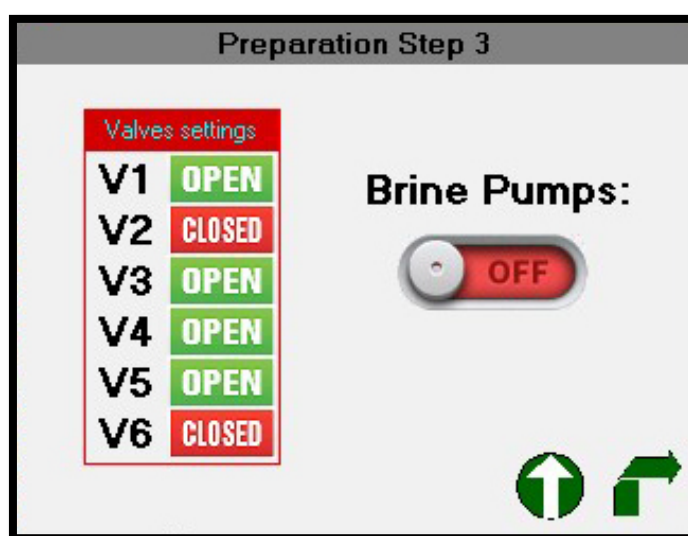 Preparation Step 3
Valves settings
V1 OPEN
V2 CLOSED
V3 OPEN
V4 OPEN
V5 OPEN
V6 CLOSED
Brine Pumps:
OFF